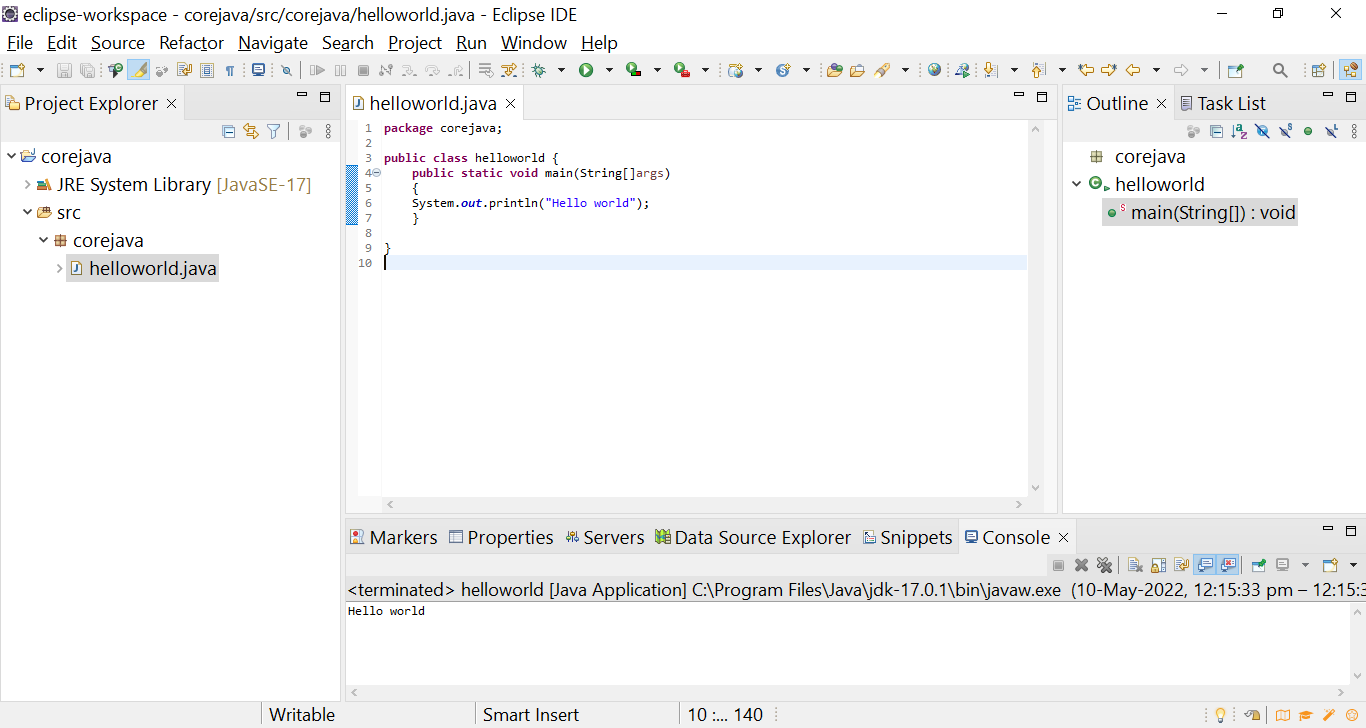 eclipse-workspace - corejava/src/corejava/helloworld.java - Eclipse IDE
File Edit Source Refactor Navigate Search Project Run Window Help
Project Explorer
corejava
JRE System Library [JavaSE-17]
src
corejava
helloworld.java
helloworld.java
1 package corejava;
2
3 public class helloworld {
4 public static void main(String[]args)
5 {
6 System.out.println("Hello world");
7 }
8
9 }
10
Outline Task List
corejava
helloworld
main(String[]) : void
Markers Properties Servers Data Source Explorer Snippets Console
<terminated> helloworld [Java Application] C:\Program Files\Java\jdk-17.0.1\bin\javaw.exe (10-May-2022, 12:15:33 pm – 12:15:3
Hello world
Writable Smart Insert 10 :... 140